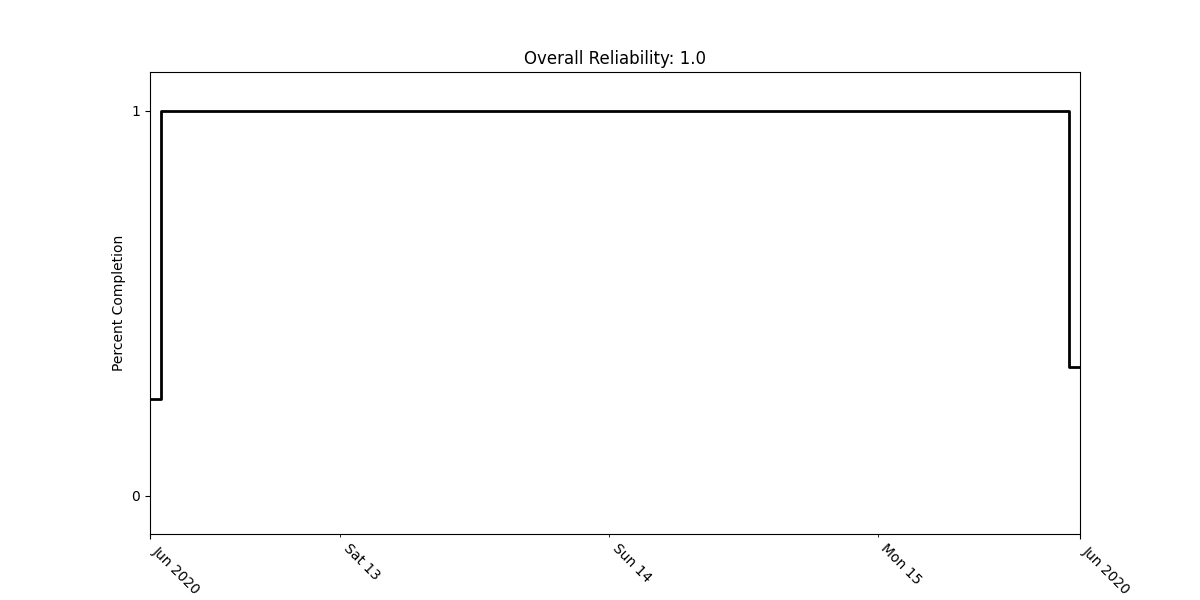 Overall Reliability: 1.0
1
Percent Completion
0
Jun 2020
Sat 13
Sun 14
Mon 15
Jun 2020